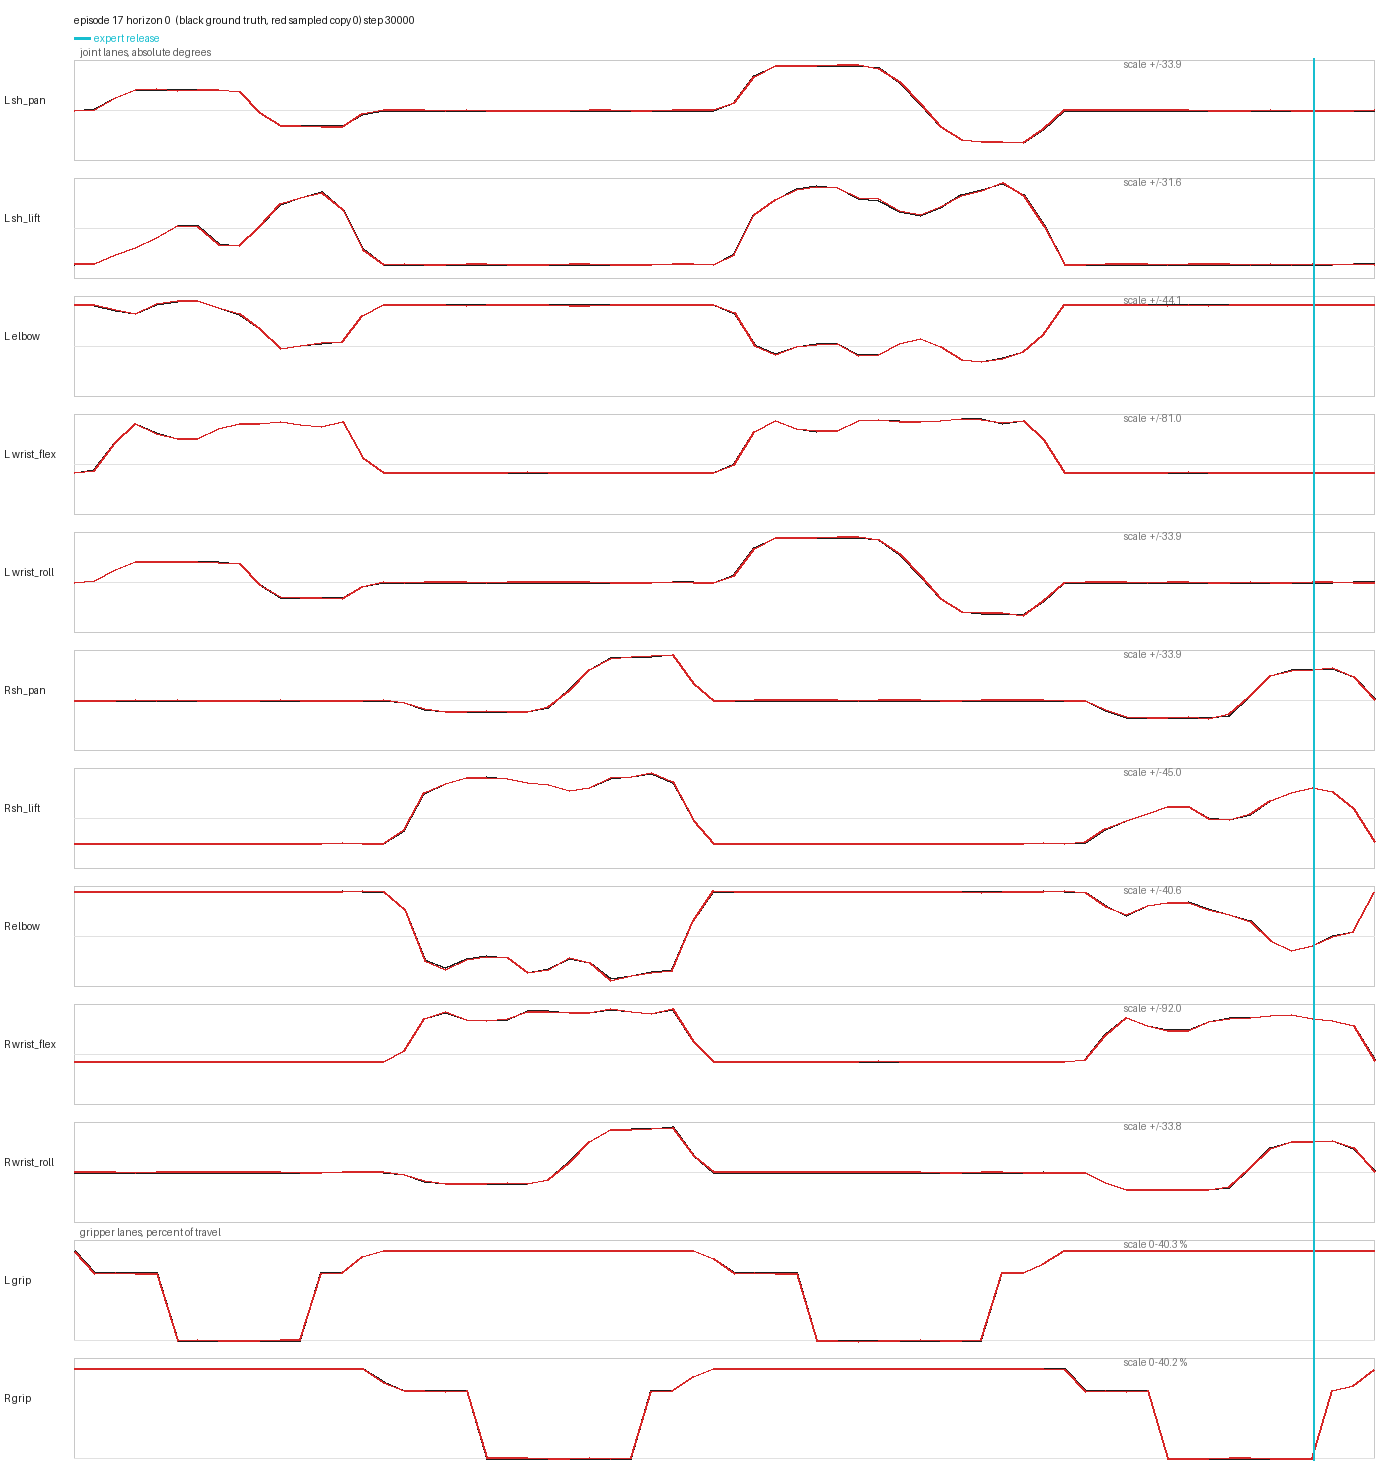 episode 17 horizon 0 (black ground truth, red sampled copy 0) step 30000
expert release
joint lanes, absolute degrees
L sh_pan
scale +/-33.9
L sh_lift
scale +/-31.6
L elbow
scale +/-44.1
L wrist_flex
scale +/-81.0
L wrist_roll
scale +/-33.9
R sh_pan
scale +/-33.9
R sh_lift
scale +/-45.0
R elbow
scale +/-40.6
R wrist_flex
scale +/-92.0
R wrist_roll
scale +/-33.8
gripper lanes, percent of travel
L grip
scale 0-40.3 %
R grip
scale 0-40.2 %